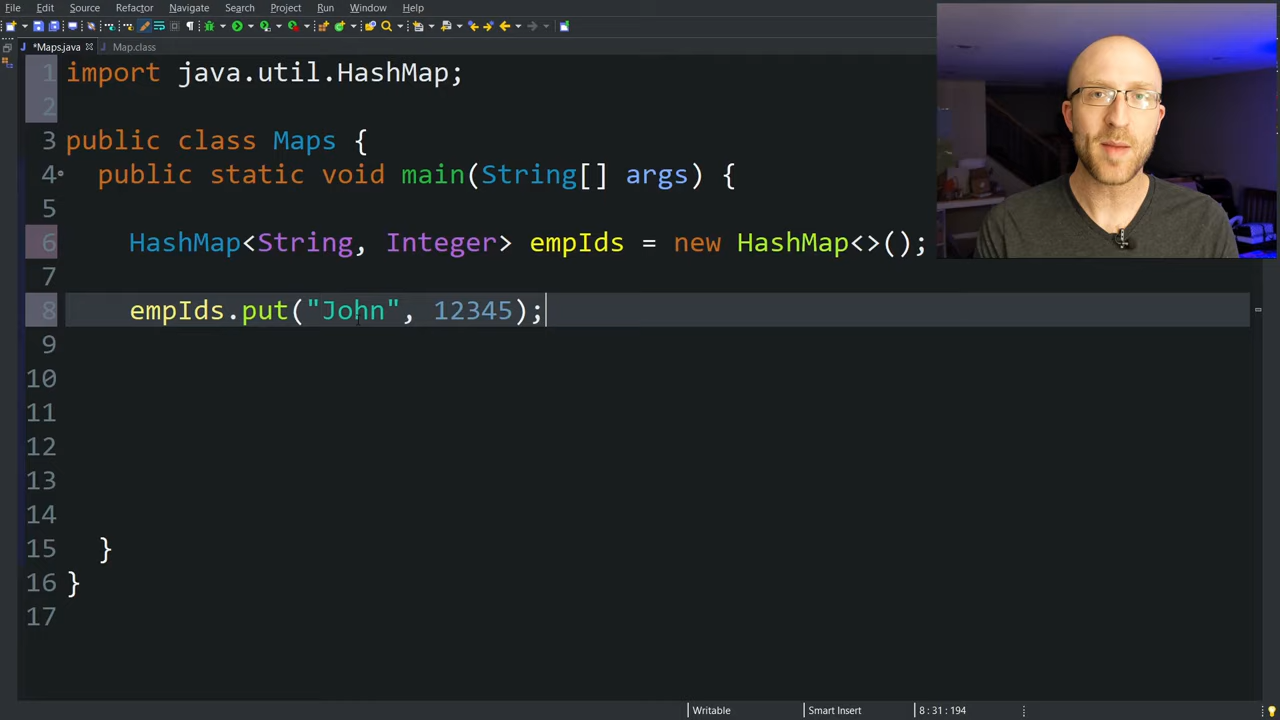 File Edit Source Refactor Navigate Search Project Run Window Help
*Maps.java Map.class
1 import java.util.HashMap;
2
3 public class Maps {
4 public static void main(String[] args) {
5
6 HashMap<String, Integer> empIds = new HashMap<>();
7
8 empIds.put("John", 12345);
9
10
11
12
13
14
15 }
16 }
17
Writable Smart Insert 8 : 31 : 194